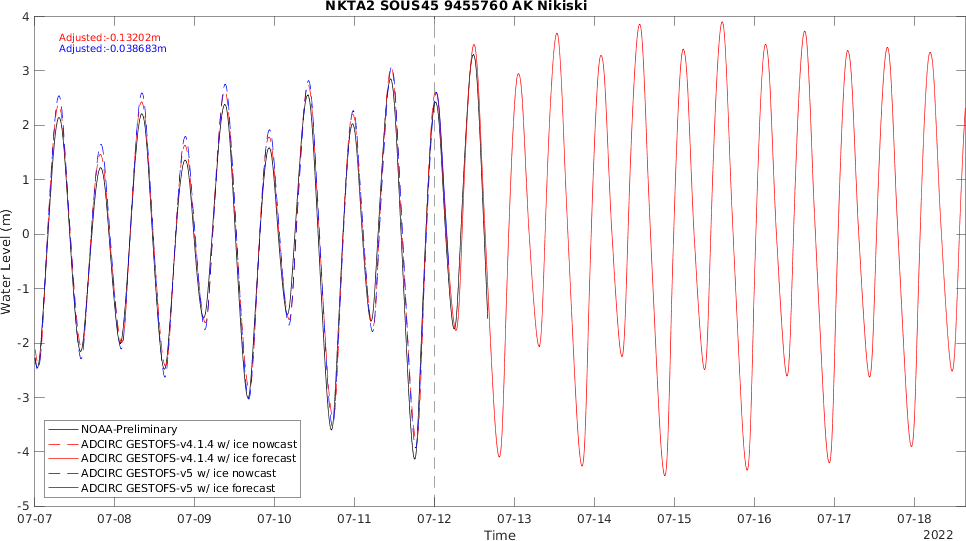 NKTA2 SOUS45 9455760 AK Nikiski
Adjusted:-0.13202m
Adjusted:-0.038683m
4
3
2
1
0
-1
-2
-3
-4
-5
Water Level (m)
NOAA-Preliminary
ADCIRC GESTOFS-v4.1.4 w/ ice nowcast
ADCIRC GESTOFS-v4.1.4 w/ ice forecast
ADCIRC GESTOFS-v5 w/ ice nowcast
ADCIRC GESTOFS-v5 w/ ice forecast
07-07 07-08 07-09 07-10 07-11 07-12 07-13 07-14 07-15 07-16 07-17 07-18
Time
2022